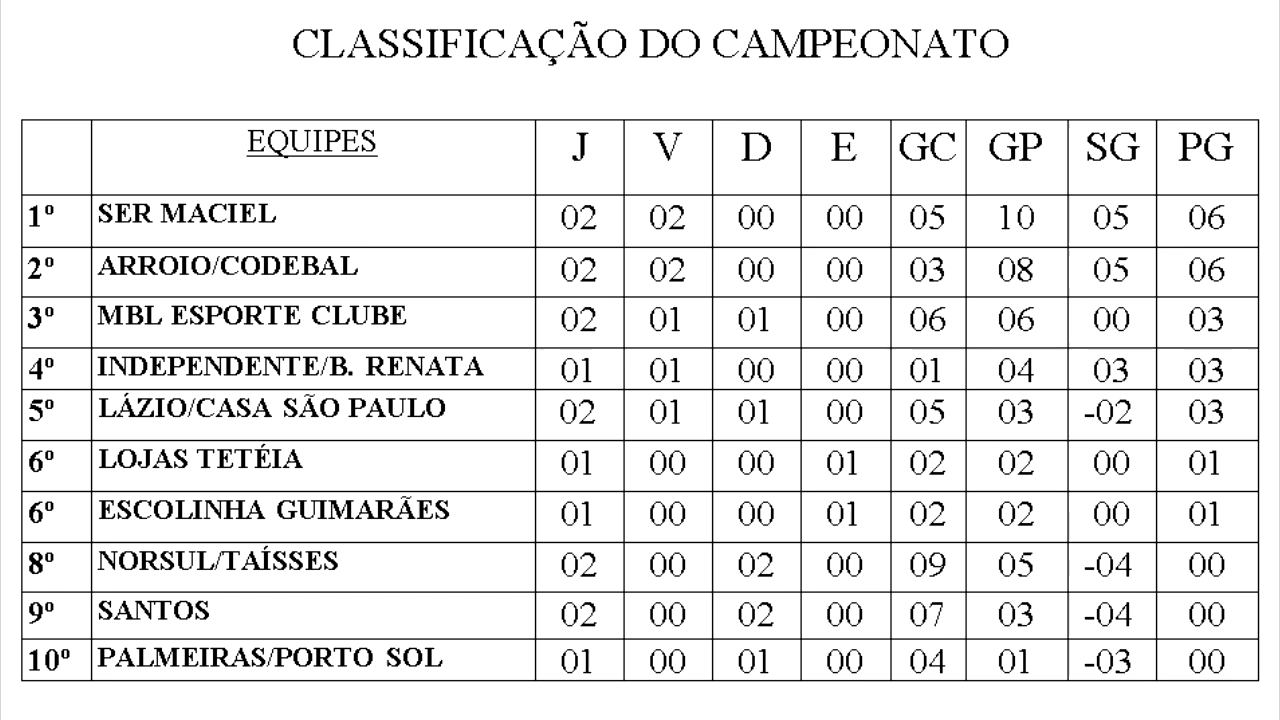 CLASSIFICAÇÃO DO CAMPEONATO
EQUIPES J V D E GC GP SG PG
1º SER MACIEL 02 02 00 00 05 10 05 06
2º ARROIO/CODEBAL 02 02 00 00 03 08 05 06
3º MBL ESPORTE CLUBE 02 01 01 00 06 06 00 03
4º INDEPENDENTE/B. RENATA 01 01 00 00 01 04 03 03
5º LÁZIO/CASA SÃO PAULO 02 01 01 00 05 03 -02 03
6º LOJAS TETÉIA 01 00 00 01 02 02 00 01
6º ESCOLINHA GUIMARÃES 01 00 00 01 02 02 00 01
8º NORSUL/TAÍSSES 02 00 02 00 09 05 -04 00
9º SANTOS 02 00 02 00 07 03 -04 00
10º PALMEIRAS/PORTO SOL 01 00 01 00 04 01 -03 00